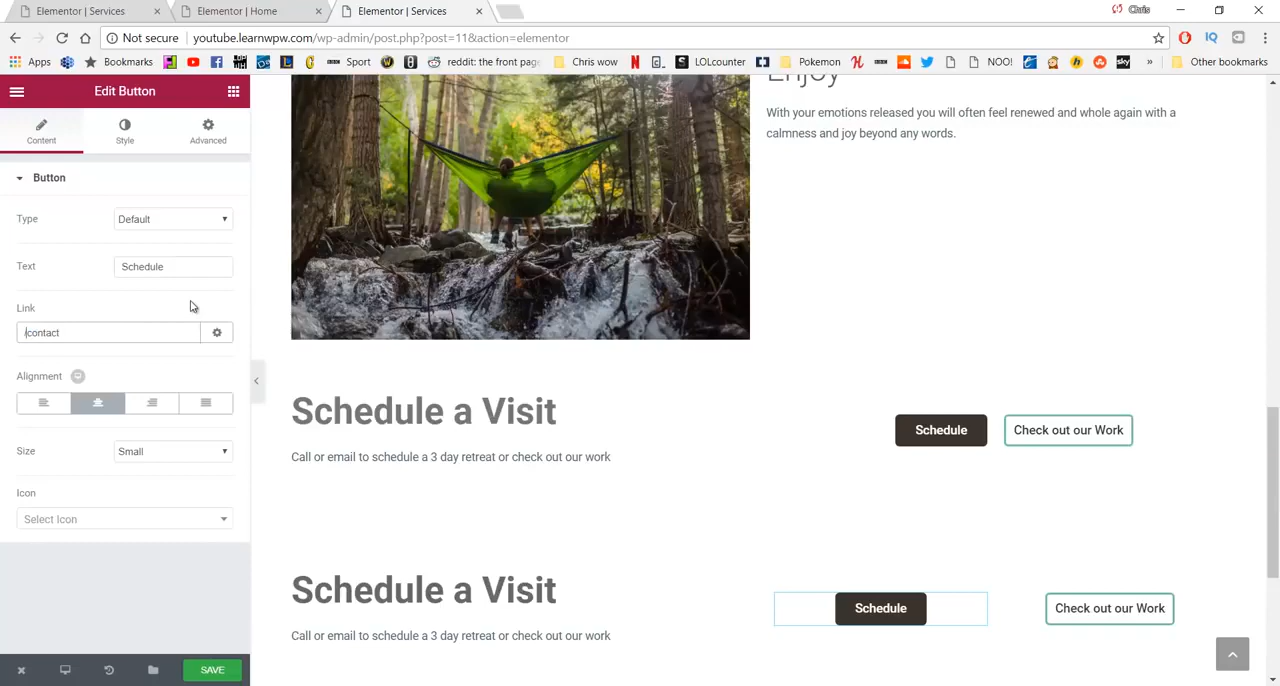 Elementor | Services
Elementor | Home
Elementor | Services
Chris
Not secure
youtube.learnwpw.com/wp-admin/post.php?post=11&action=elementor
Apps
Bookmarks
Sport
reddit: the front pag
Chris wow
LOLcounter
Pokemon
NOO!
sky
»
Other bookmarks
Edit Button
Content
Style
Advanced
Button
Type
Default
Text
Schedule
Link
/contact
Alignment
Size
Small
Icon
Select Icon
SAVE
Enjoy
With your emotions released you will often feel renewed and whole again with a
calmness and joy beyond any words.
Schedule a Visit
Call or email to schedule a 3 day retreat or check out our work
Schedule
Check out our Work
Schedule a Visit
Call or email to schedule a 3 day retreat or check out our work
Schedule
Check out our Work